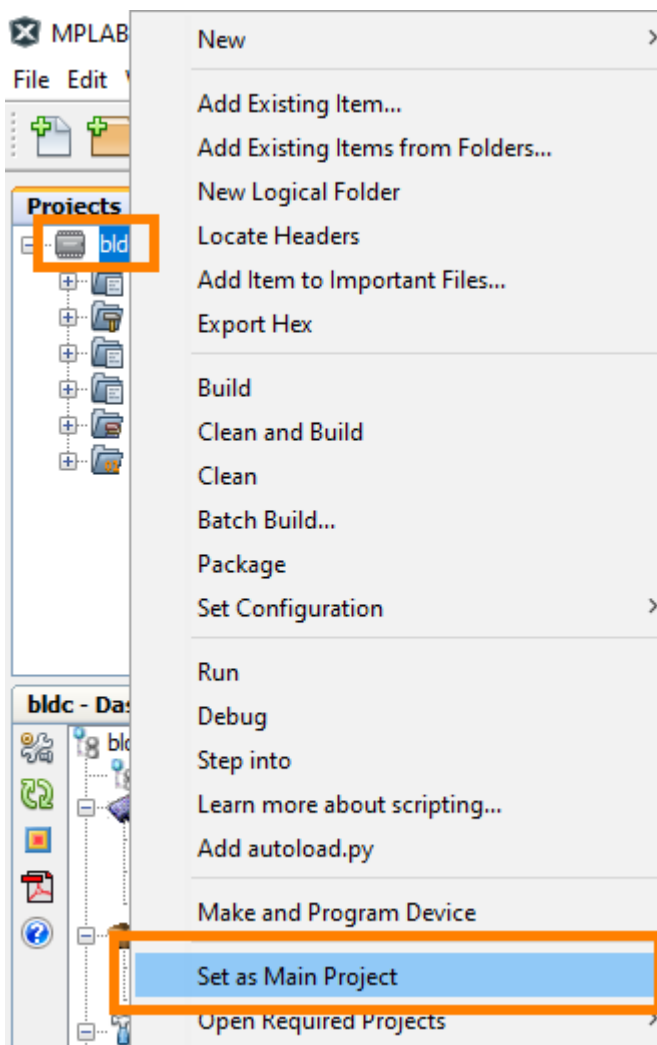 MPLAB
File Edit
Projects
bld
New
Add Existing Item...
Add Existing Items from Folders...
New Logical Folder
Locate Headers
Add Item to Important Files...
Export Hex
Build
Clean and Build
Clean
Batch Build...
Package
Set Configuration
Run
Debug
Step into
Learn more about scripting...
Add autoload.py
Make and Program Device
Set as Main Project
Open Required Projects
bldc - Das